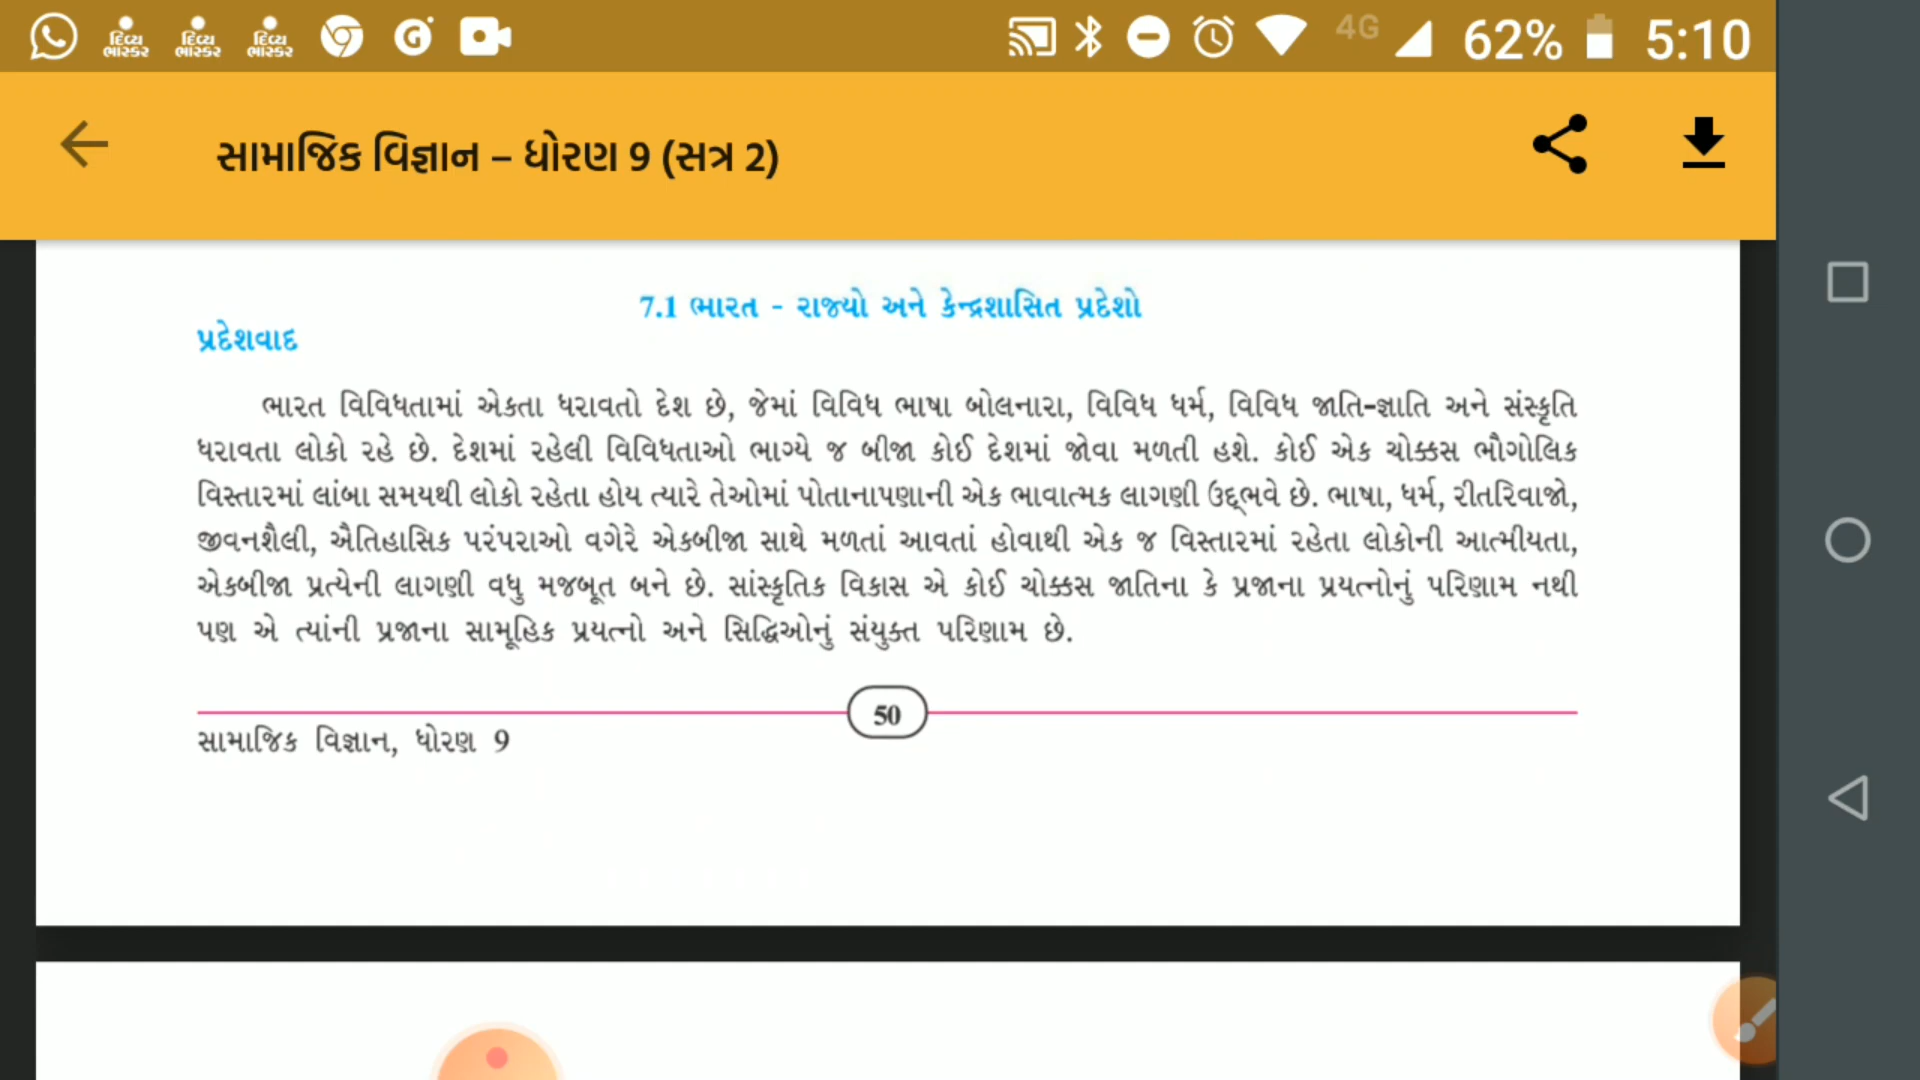 દિવ્ય ભાસ્કર દિવ્ય ભાસ્કર દિવ્ય ભાસ્કર G 4G 62% 5:10
સામાજિક વિજ્ઞાન – ધોરણ 9 (સત્ર 2)
7.1 ભારત - રાજ્યો અને કેન્દ્રશાસિત પ્રદેશો
પ્રદેશવાદ
ભારત વિવિધતામાં એકતા ધરાવતો દેશ છે, જેમાં વિવિધ ભાષા બોલનારા, વિવિધ ધર્મ, વિવિધ જાતિ-જ્ઞાતિ અને સંસ્કૃતિ
ધરાવતા લોકો રહે છે. દેશમાં રહેલી વિવિધતાઓ ભાગ્યે જ બીજા કોઈ દેશમાં જોવા મળતી હશે. કોઈ એક ચોક્કસ ભૌગોલિક
વિસ્તારમાં લાંબા સમયથી લોકો રહેતા હોય ત્યારે તેઓમાં પોતાનાપણાની એક ભાવાત્મક લાગણી ઉદ્દભવે છે. ભાષા, ધર્મ, રીતરિવાજો,
જીવનશૈલી, ઐતિહાસિક પરંપરાઓ વગેરે એકબીજા સાથે મળતાં આવતાં હોવાથી એક જ વિસ્તારમાં રહેતા લોકોની આત્મીયતા,
એકબીજા પ્રત્યેની લાગણી વધુ મજબૂત બને છે. સાંસ્કૃતિક વિકાસ એ કોઈ ચોક્કસ જાતિના કે પ્રજાના પ્રયત્નોનું પરિણામ નથી
પણ એ ત્યાંની પ્રજાના સામૂહિક પ્રયત્નો અને સિદ્ધિઓનું સંયુક્ત પરિણામ છે.
50
સામાજિક વિજ્ઞાન, ધોરણ 9